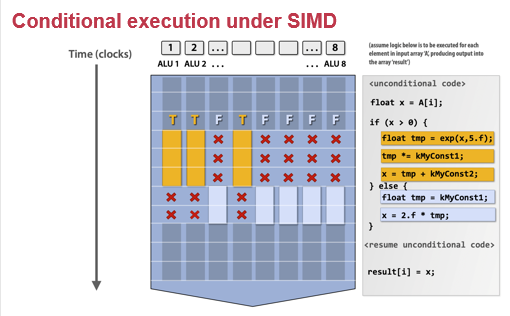 Conditional execution under SIMD
Time (clocks)
1 2 ... ... 8
ALU 1 ALU 2 ... ... ALU 8
(assume logic below is to be executed for each
element in input array 'A', producing output into
the array 'result')
T T F T F F F F
<unconditional code>
float x = A[i];
if (x > 0) {
float tmp = exp(x,5.f);
tmp *= kMyConst1;
x = tmp + kMyConst2;
} else {
float tmp = kMyConst1;
x = 2.f * tmp;
}
<resume unconditional code>
result[i] = x;